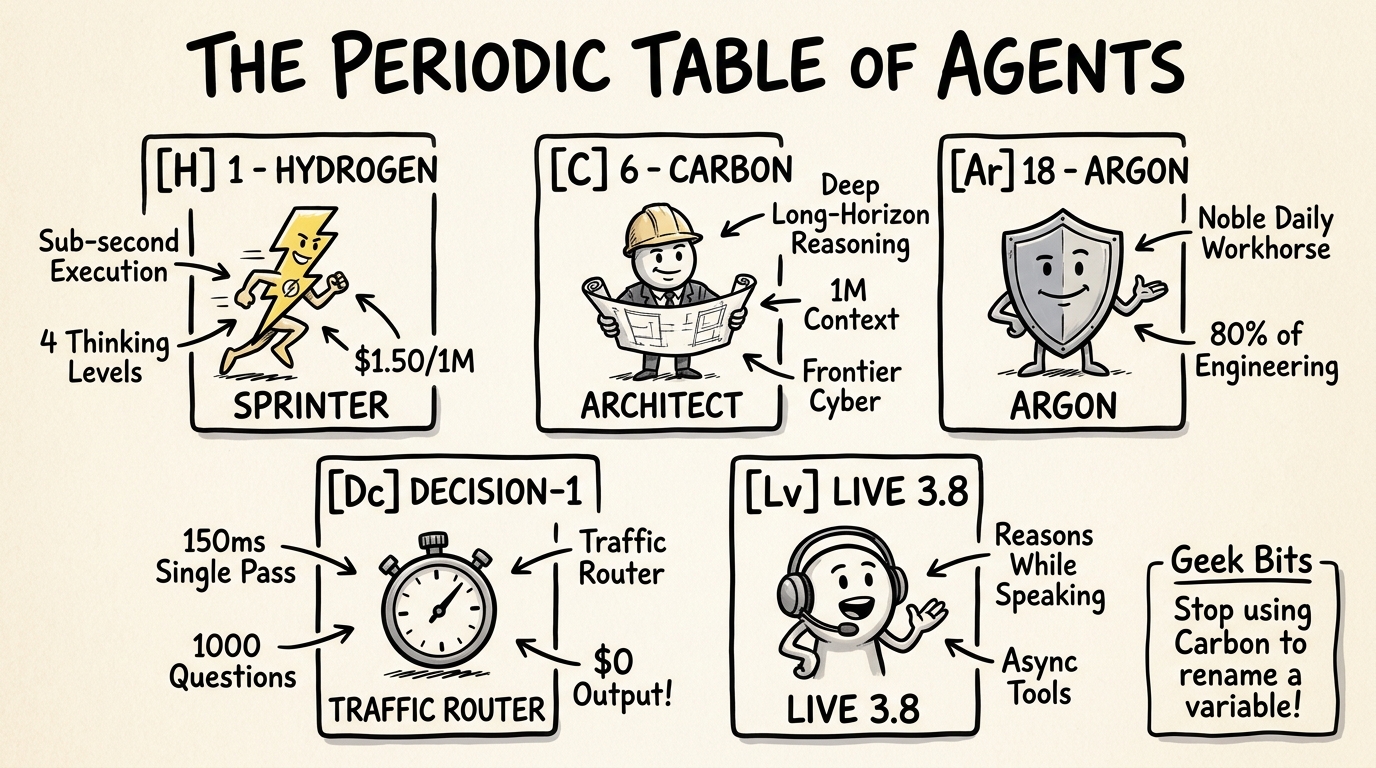 THE PERIODIC TABLE OF AGENTS
[H] 1 - HYDROGEN
Sub-second
Execution
4 Thinking
Levels
$1.50/1M
SPRINTER
[C] 6 - CARBON
Deep
Long-Horizon
Reasoning
1M
Context
Frontier
Cyber
ARCHITECT
[Ar] 18 - ARGON
Noble Daily
Workhorse
80% of
Engineering
ARGON
[Dc] DECISION-1
150ms
Single Pass
1000
Questions
Traffic
Router
$0
Output!
TRAFFIC ROUTER
[Lv] LIVE 3.8
Reasons
While
Speaking
Async
Tools
LIVE 3.8
Geek Bits
Stop using
Carbon to
rename a
variable!